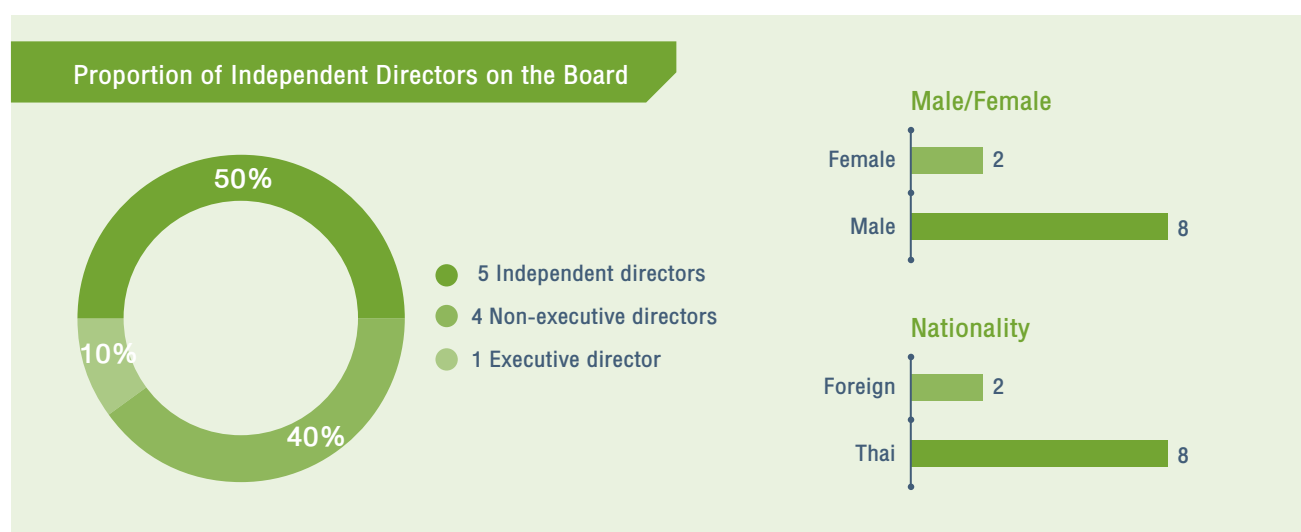 Proportion of Independent Directors on the Board
50%
10%
40%
5 Independent directors
4 Non-executive directors
1 Executive director
Male/Female
Female 2
Male 8
Nationality
Foreign 2
Thai 8